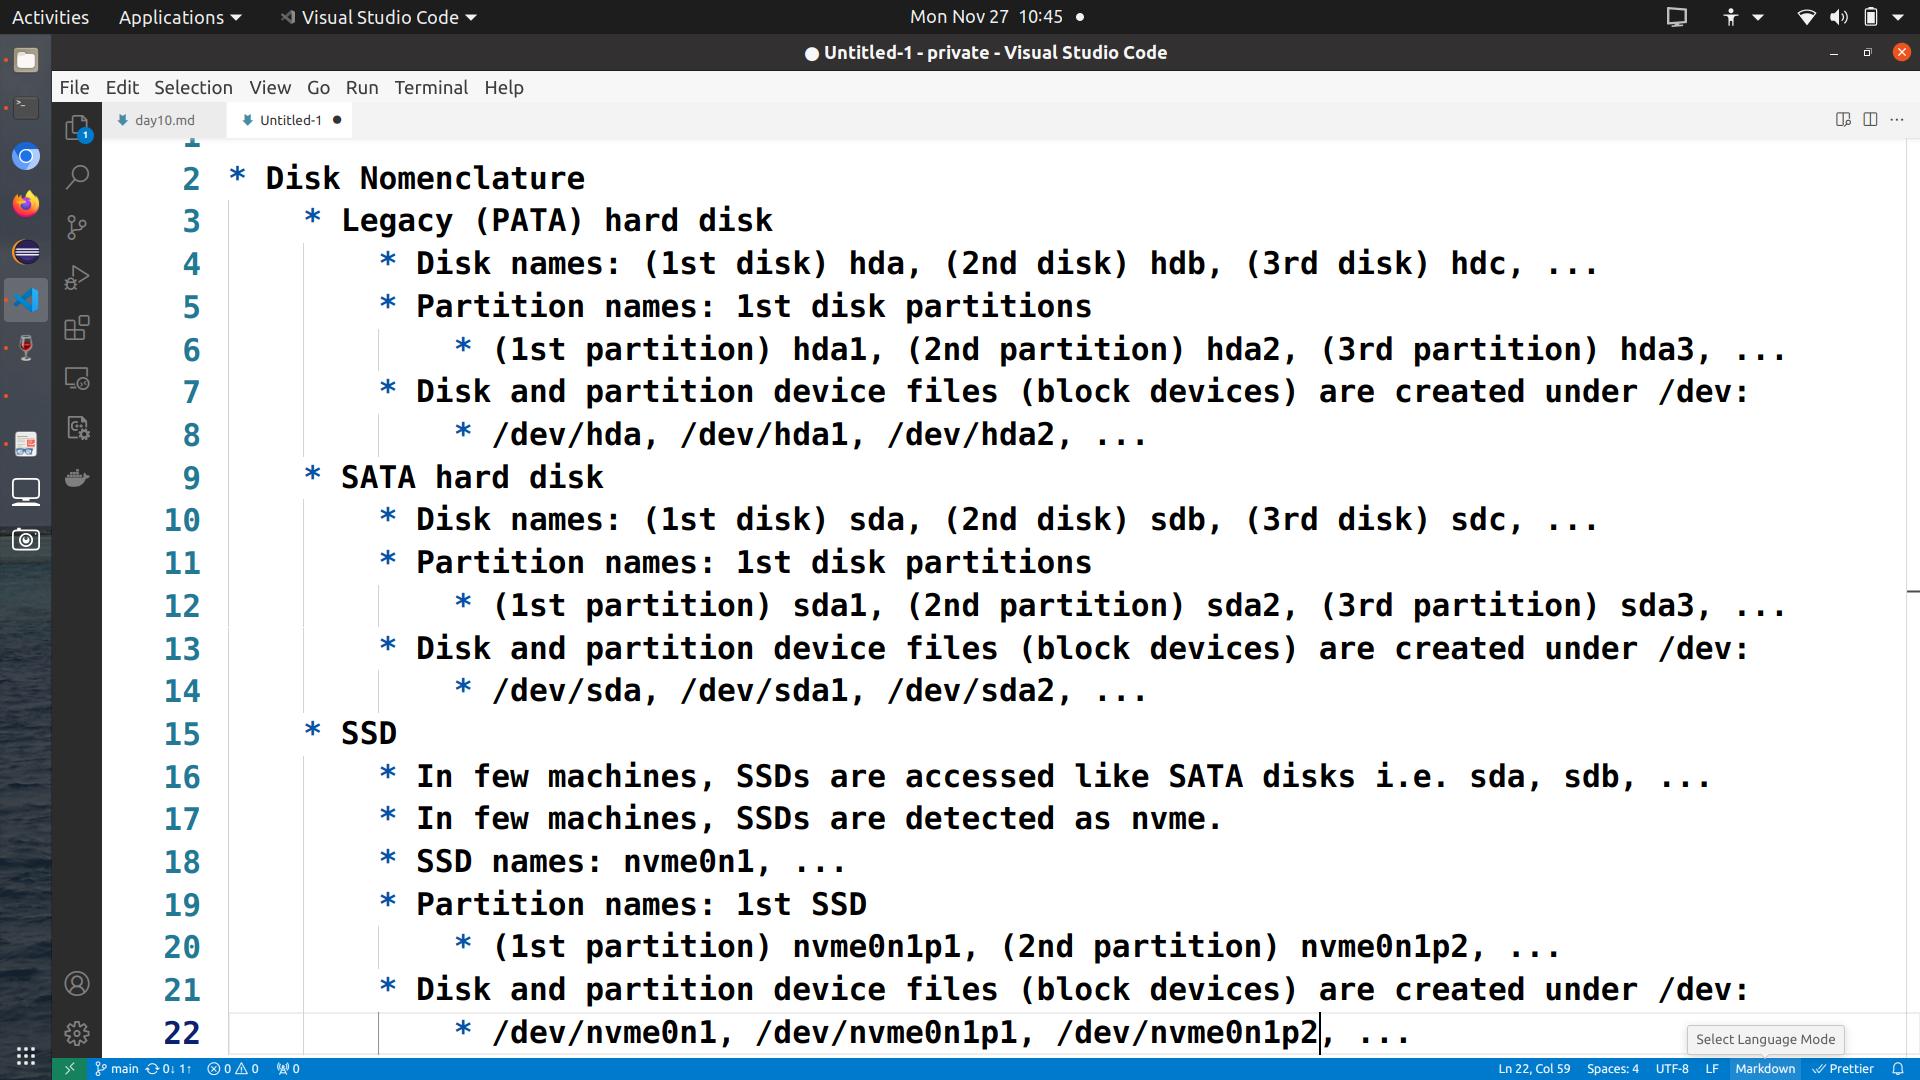 Activities Applications Visual Studio Code Mon Nov 27 10:45
Untitled-1 - private - Visual Studio Code
File Edit Selection View Go Run Terminal Help
day10.md Untitled-1
1
2 * Disk Nomenclature
3 * Legacy (PATA) hard disk
4 * Disk names: (1st disk) hda, (2nd disk) hdb, (3rd disk) hdc, ...
5 * Partition names: 1st disk partitions
6 * (1st partition) hda1, (2nd partition) hda2, (3rd partition) hda3, ...
7 * Disk and partition device files (block devices) are created under /dev:
8 * /dev/hda, /dev/hda1, /dev/hda2, ...
9 * SATA hard disk
10 * Disk names: (1st disk) sda, (2nd disk) sdb, (3rd disk) sdc, ...
11 * Partition names: 1st disk partitions
12 * (1st partition) sda1, (2nd partition) sda2, (3rd partition) sda3, ...
13 * Disk and partition device files (block devices) are created under /dev:
14 * /dev/sda, /dev/sda1, /dev/sda2, ...
15 * SSD
16 * In few machines, SSDs are accessed like SATA disks i.e. sda, sdb, ...
17 * In few machines, SSDs are detected as nvme.
18 * SSD names: nvme0n1, ...
19 * Partition names: 1st SSD
20 * (1st partition) nvme0n1p1, (2nd partition) nvme0n1p2, ...
21 * Disk and partition device files (block devices) are created under /dev:
22 * /dev/nvme0n1, /dev/nvme0n1p1, /dev/nvme0n1p2, ...
Select Language Mode
main 0↓ 1↑ 0 0 0 Ln 22, Col 59 Spaces: 4 UTF-8 LF Markdown Prettier